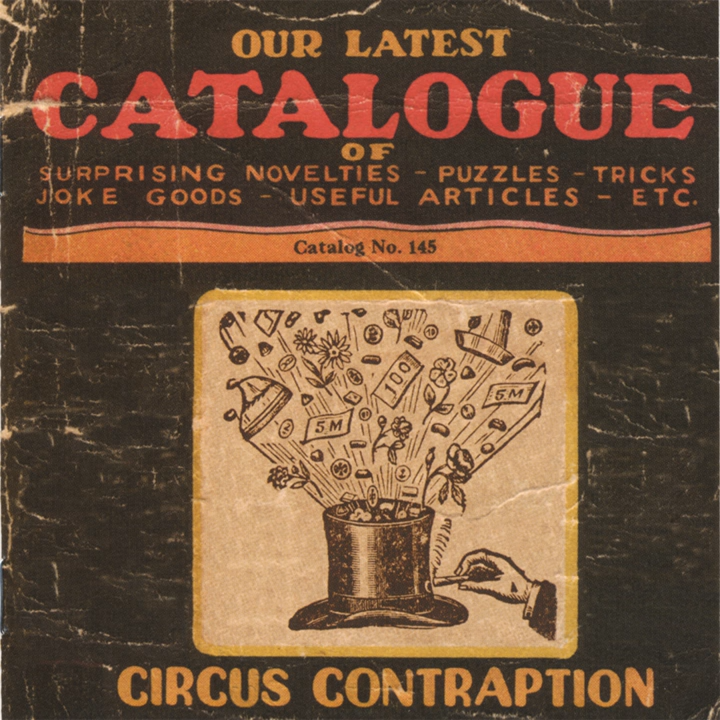 OUR LATEST
CATALOGUE
OF
SURPRISING NOVELTIES - PUZZLES - TRICKS
JOKE GOODS - USEFUL ARTICLES - ETC.
Catalog No. 145
100
5M
5M
CIRCUS CONTRAPTION